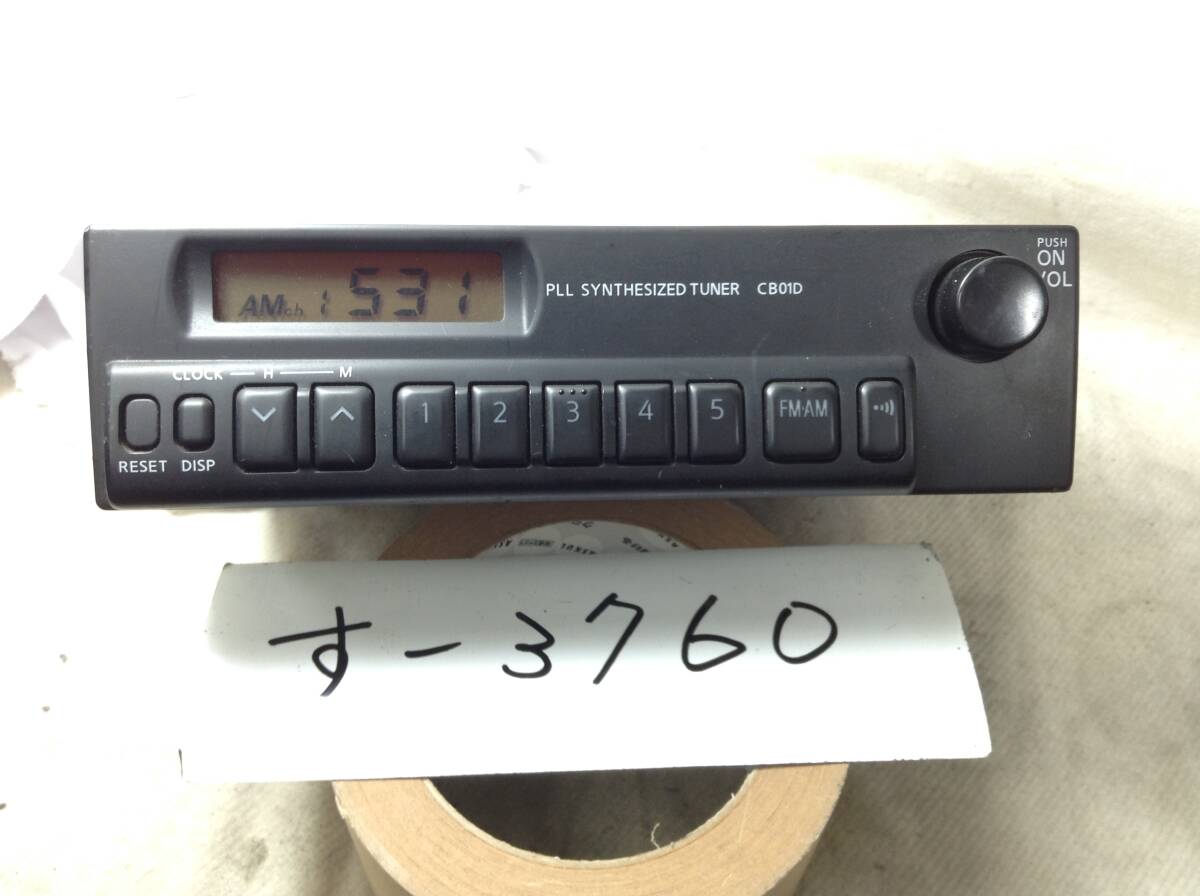 AM ch 1 531
PLL SYNTHESIZED TUNER CB01D
PUSH
ON
VOL
CLOCK H M
1 2 3 4 5 FM·AM
RESET DISP
す-3760